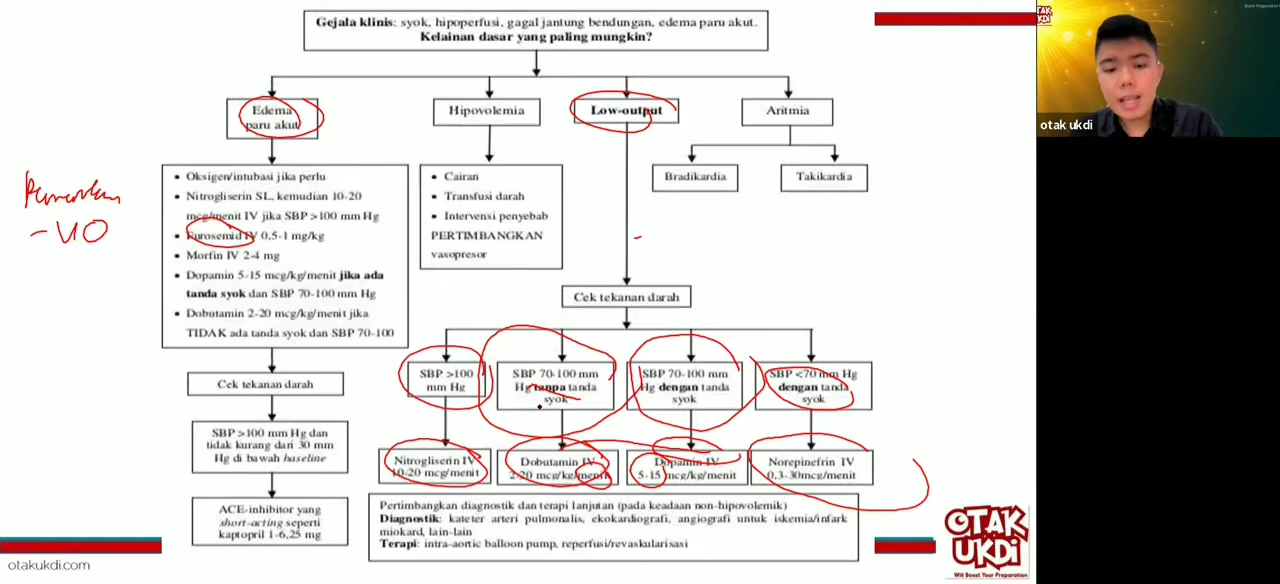 Gejala klinis: syok, hipoperfusi, gagal jantung bendungan, edema paru akut.
Kelainan dasar yang paling mungkin?
Edema
paru akut
Hipovolemia
Low-output
Aritmia
• Oksigen/intubasi jika perlu
• Nitrogliserin SL, kemudian 10-20
mcg/menit IV jika SBP >100 mm Hg
• Furosemid IV 0,5-1 mg/kg
• Morfin IV 2-4 mg
• Dopamin 5-15 mcg/kg/menit jika ada
tanda syok dan SBP 70-100 mm Hg
• Dobutamin 2-20 mcg/kg/menit jika
TIDAK ada tanda syok dan SBP 70-100
• Cairan
• Transfusi darah
• Intervensi penyebab
PERTIMBANGKAN
vasopresor
Bradikardia
Takikardia
Cek tekanan darah
SBP >100
mm Hg
SBP 70-100 mm
Hg tanpa tanda
syok
SBP 70-100 mm
Hg dengan tanda
syok
SBP <70 mm Hg
dengan tanda
syok
Cek tekanan darah
SBP >100 mm Hg dan
tidak kurang dari 30 mm
Hg di bawah baseline
Nitrogliserin IV
10-20 mcg/menit
Dobutamin IV
2-20 mcg/kg/menit
Dopamin IV
5-15 mcg/kg/menit
Norepinefrin IV
0,3-30mcg/menit
ACE-inhibitor yang
short-acting seperti
kaptopril 1-6,25 mg
Pertimbangkan diagnostik dan terapi lanjutan (pada keadaan non-hipovolemik)
Diagnostik: kateter arteri pulmonalis, ekokardiografi, angiografi untuk iskemia/infark
miokard, lain-lain
Terapi: intra-aortic balloon pump, reperfusi/revaskularisasi
otak ukdi
OTAK
UKDI
Will Boost Your Preparation
otakukdi.com